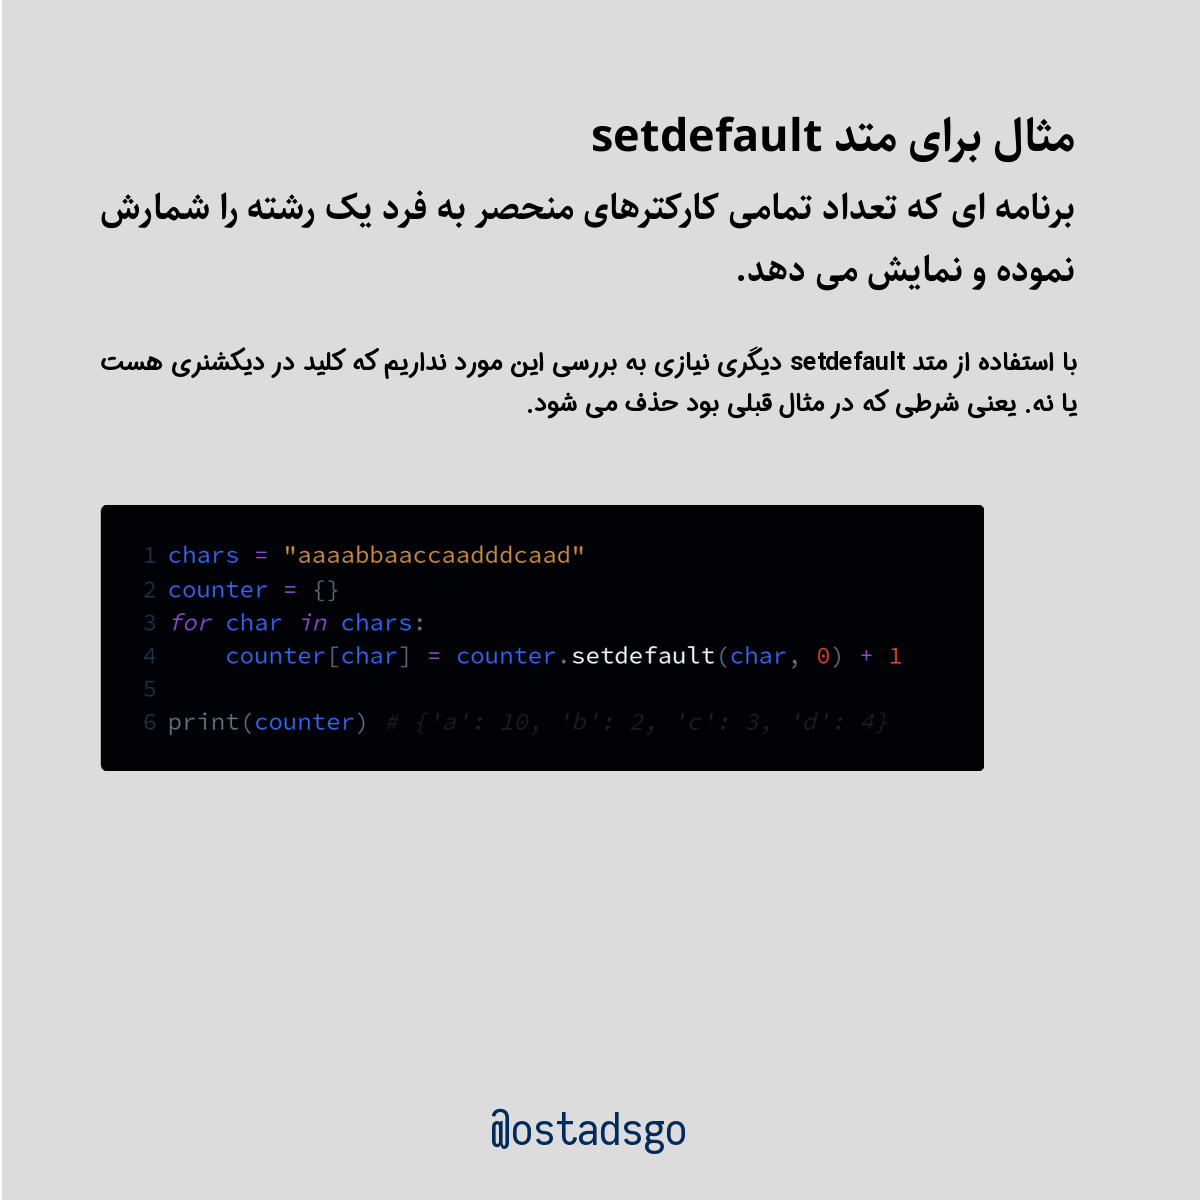 مثال برای متد setdefault
برنامه ای که تعداد تمامی کارکترهای منحصر به فرد یک رشته را شمارش
نموده و نمایش می دهد.
با استفاده از متد setdefault دیگری نیازی به بررسی این مورد نداریم که کلید در دیکشنری هست
یا نه. یعنی شرطی که در مثال قبلی بود حذف می شود.
1 chars = "aaaabbaaccaadddcaad"
2 counter = {}
3 for char in chars:
4     counter[char] = counter.setdefault(char, 0) + 1
5
6 print(counter) # {'a': 10, 'b': 2, 'c': 3, 'd': 4}
@ostadsgo